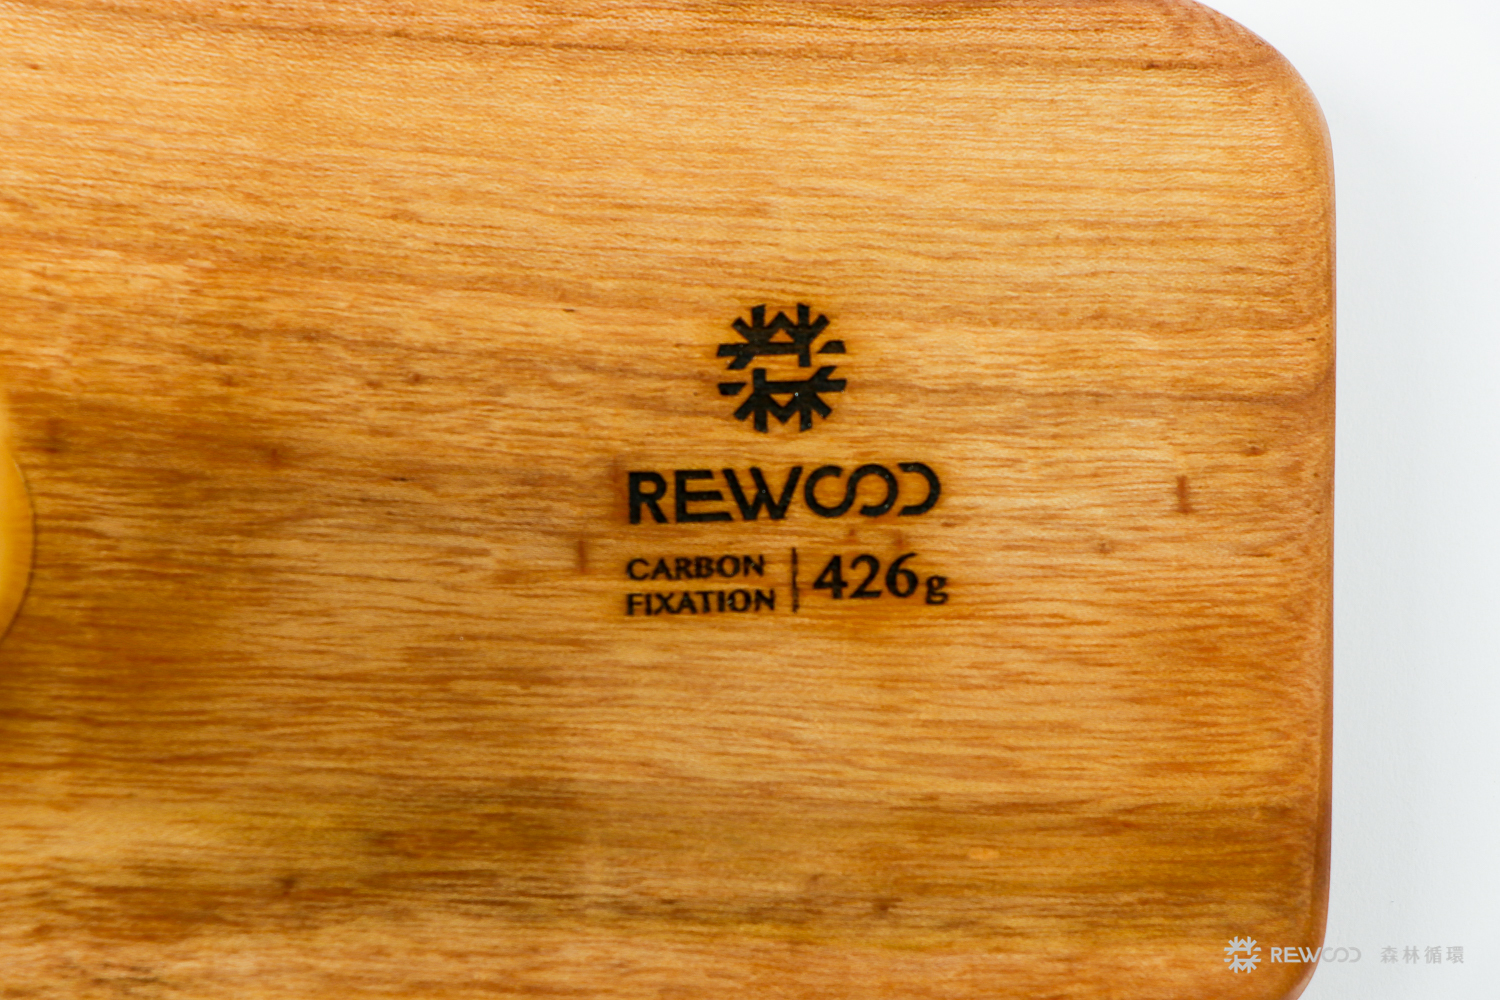 REWOOD
CARBON
FIXATION
426g
REWOOD 森林循環